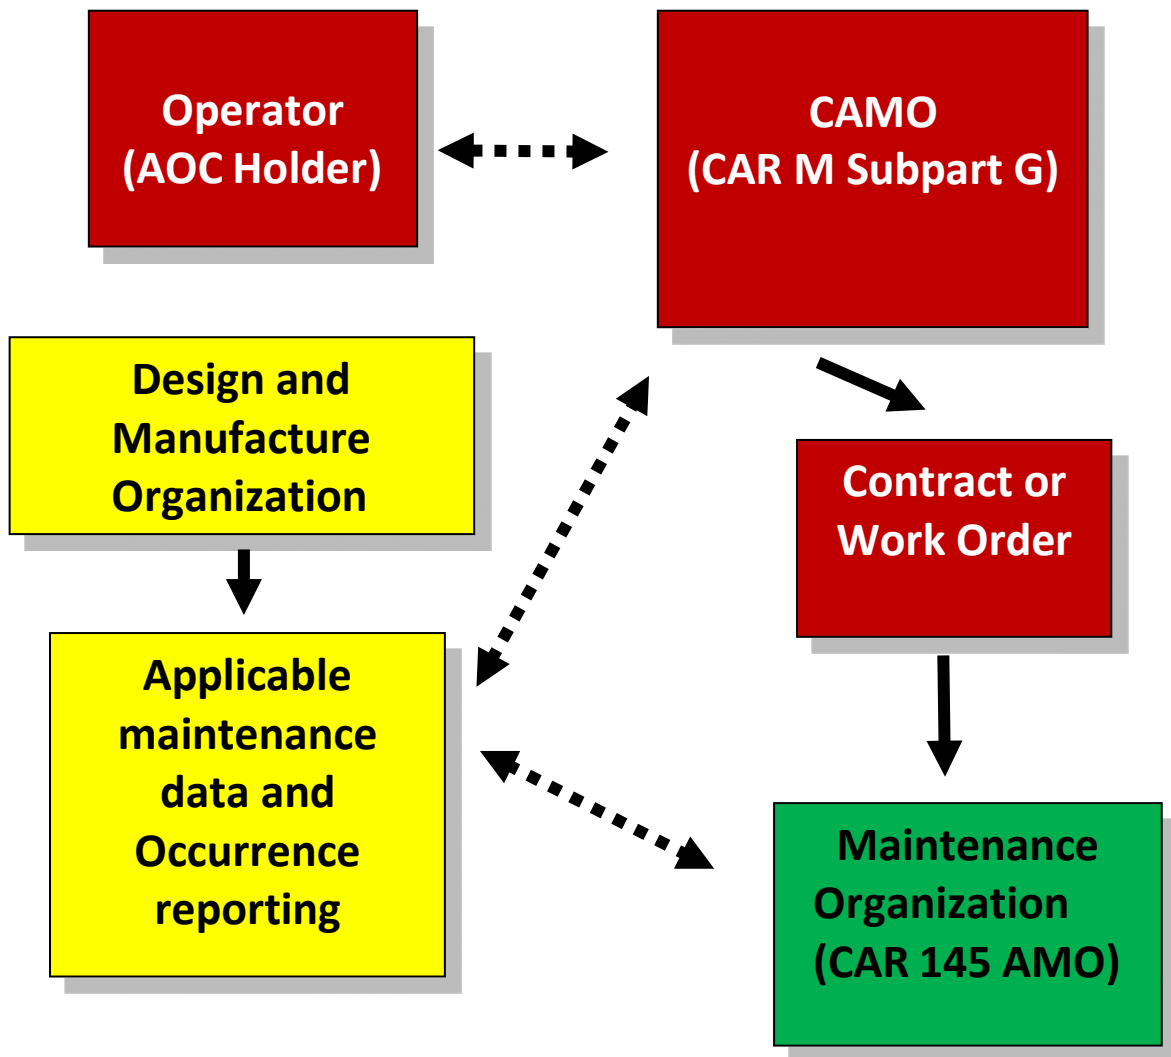 Operator
(AOC Holder)
CAMO
(CAR M Subpart G)
Design and
Manufacture
Organization
Contract or
Work Order
Applicable
maintenance
data and
Occurrence
reporting
Maintenance
Organization
(CAR 145 AMO)